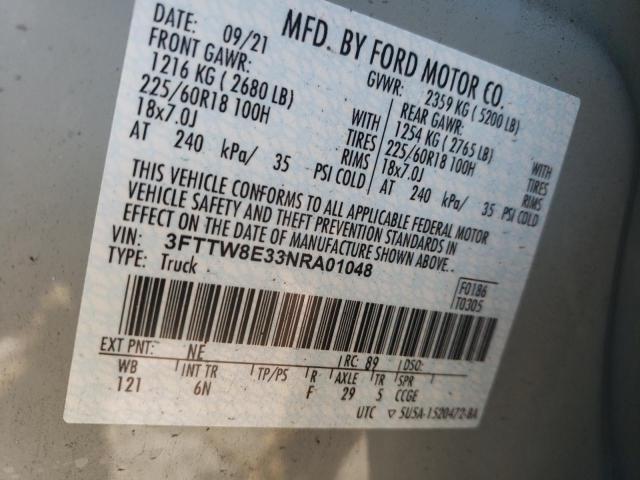 MFD. BY FORD MOTOR CO.
DATE: 09/21 GVWR: 2359 KG (5200 LB)
FRONT GAWR: REAR GAWR:
1216 KG (2680 LB) WITH 1254 KG (2765 LB) WITH
225/60R18 100H TIRES 225/60R18 100H TIRES
18x7.0J RIMS 18x7.0J RIMS
AT 240 kPa/ 35 PSI COLD AT 240 kPa/ 35 PSI COLD
THIS VEHICLE CONFORMS TO ALL APPLICABLE FEDERAL MOTOR
VEHICLE SAFETY AND THEFT PREVENTION STANDARDS IN
EFFECT ON THE DATE OF MANUFACTURE SHOWN ABOVE.
VIN: 3FTTW8E33NRA01048
TYPE: Truck
F0186
T0305
EXT PNT: NE RC: 89 DSO:
WB INT TR TP/PS R AXLE TR SPR
121 6N F 29 5 CCGE
UTC ▽ 5U5A-1520472-BA